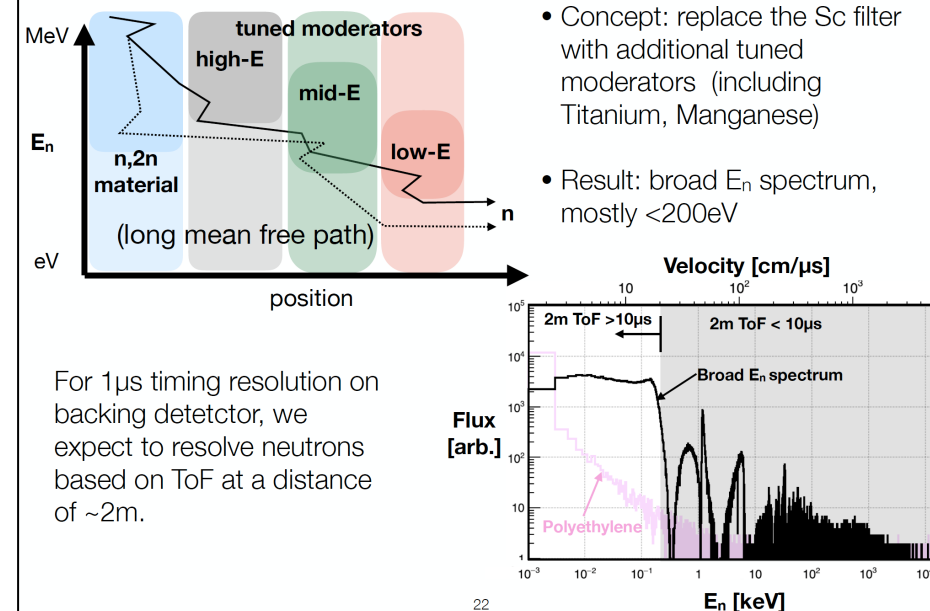 MeV
tuned moderators
high-E
mid-E
low-E
En
n,2n
material
n
(long mean free path)
eV
position
• Concept: replace the Sc filter
with additional tuned
moderators (including
Titanium, Manganese)
• Result: broad En spectrum,
mostly <200eV
For 1µs timing resolution on
backing detetctor, we
expect to resolve neutrons
based on ToF at a distance
of ~2m.
Velocity [cm/µs]
10 10² 10³
10⁵
2m ToF >10µs
2m ToF < 10µs
10⁴
Broad En spectrum
10³
Flux
[arb.]
10²
Polyethylene
10
1
10⁻³ 10⁻² 10⁻¹ 1 10 10² 10³
En [keV]
22